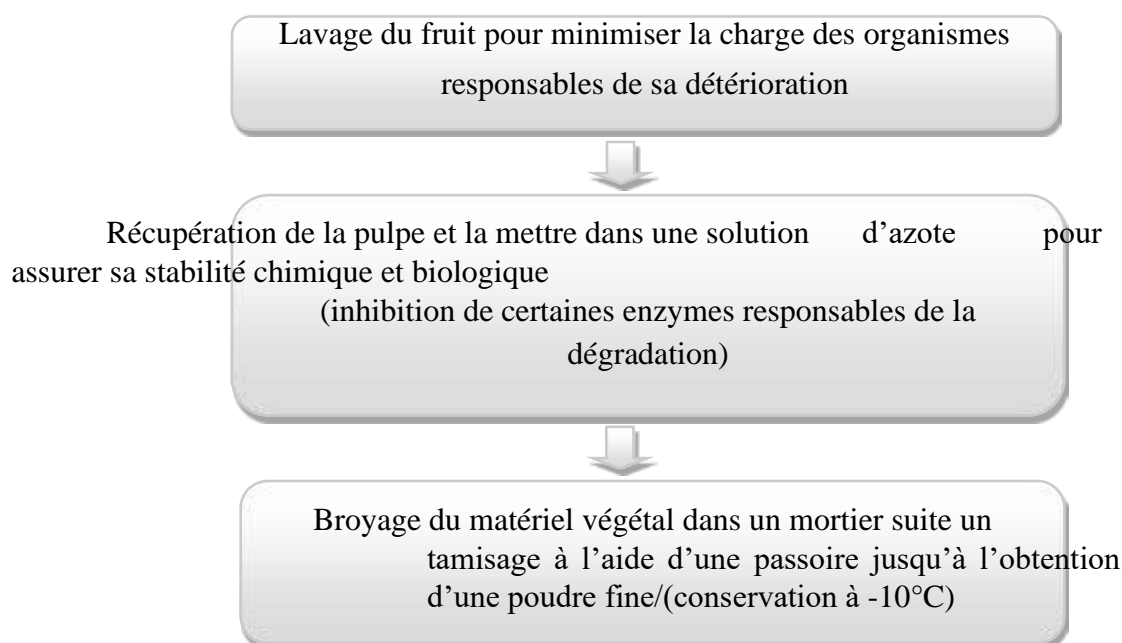 Lavage du fruit pour minimiser la charge des organismes
responsables de sa détérioration
Récupération de la pulpe et la mettre dans une solution d’azote pour
assurer sa stabilité chimique et biologique
(inhibition de certaines enzymes responsables de la
dégradation)
Broyage du matériel végétal dans un mortier suite un
tamisage à l’aide d’une passoire jusqu’à l’obtention
d’une poudre fine/(conservation à -10°C)